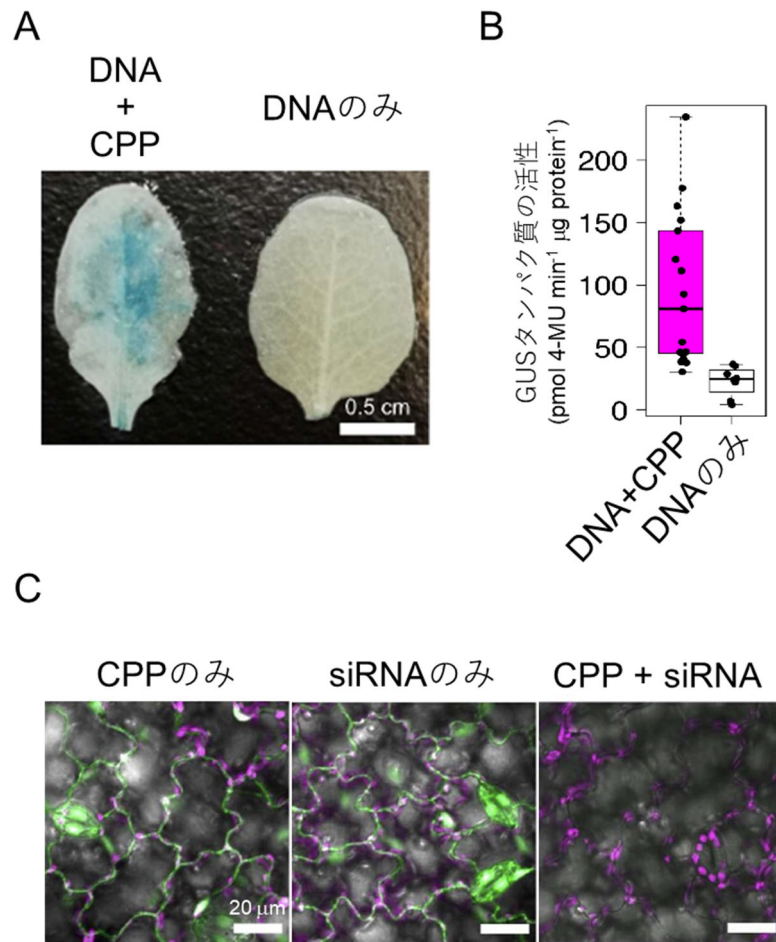 A
DNA
+
CPP
DNAのみ
0.5 cm
B
GUSタンパク質の活性
(pmol 4-MU min⁻¹ μg protein⁻¹)
200
150
100
50
0
DNA+CPP
DNAのみ
C
CPPのみ
siRNAのみ
CPP + siRNA
20 μm